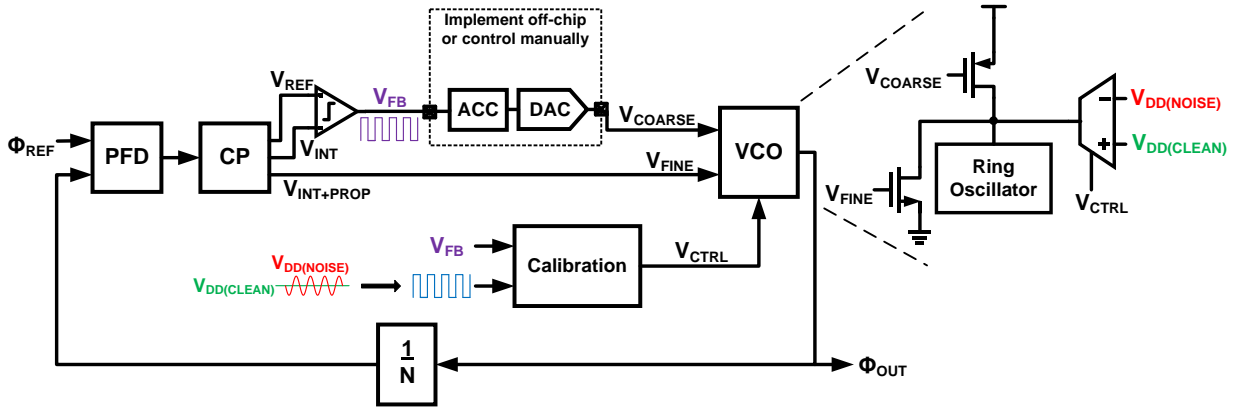 Implement off-chip
or control manually
V_REF
V_FB
ACC
DAC
V_COARSE
Φ_REF
PFD
CP
V_INT
V_INT+PROP
V_FINE
VCO
V_COARSE
V_DD(NOISE)
V_DD(CLEAN)
Ring
Oscillator
V_FINE
V_CTRL
V_FB
V_DD(NOISE)
V_DD(CLEAN)
Calibration
V_CTRL
1
N
Φ_OUT